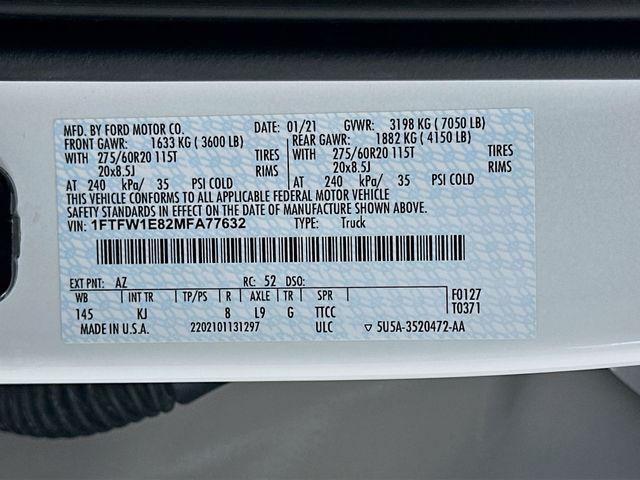 MFD. BY FORD MOTOR CO. DATE: 01/21 GVWR: 3198 KG ( 7050 LB)
FRONT GAWR: 1633 KG ( 3600 LB) REAR GAWR: 1882 KG ( 4150 LB)
WITH 275/60R20 115T TIRES WITH 275/60R20 115T TIRES
20x8.5J RIMS 20x8.5J RIMS
AT 240 kPa/ 35 PSI COLD AT 240 kPa/ 35 PSI COLD
THIS VEHICLE CONFORMS TO ALL APPLICABLE FEDERAL MOTOR VEHICLE
SAFETY STANDARDS IN EFFECT ON THE DATE OF MANUFACTURE SHOWN ABOVE.
VIN: 1FTFW1E82MFA77632 TYPE: Truck
EXT PNT: AZ RC: 52 DSO:
WB INT TR TP/PS R AXLE TR SPR F0127
145 KJ 8 L9 G TTCC T0371
MADE IN U.S.A. 2202101131297 ULC ▽ 5U5A-3520472-AA